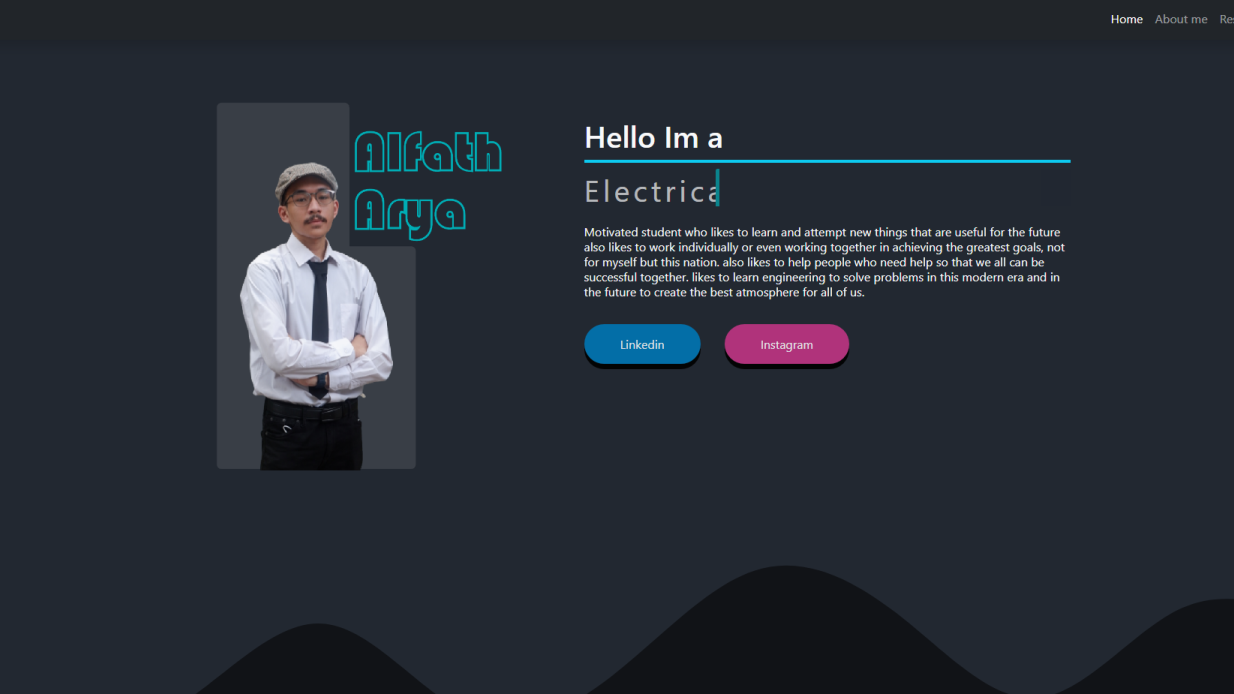 Home About me
Alfath
Arya
Hello Im a
Electrica
Motivated student who likes to learn and attempt new things that are useful for the future
also likes to work individually or even working together in achieving the greatest goals, not
for myself but this nation. also likes to help people who need help so that we all can be
successful together. likes to learn engineering to solve problems in this modern era and in
the future to create the best atmosphere for all of us.
Linkedin Instagram